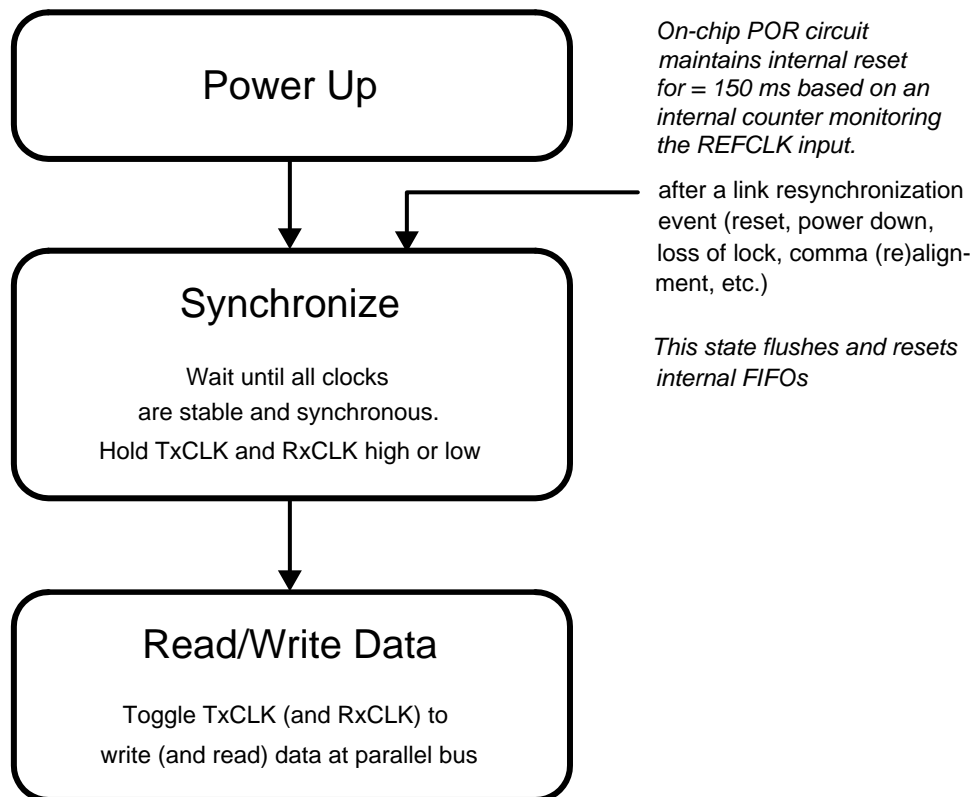 Power Up
On-chip POR circuit
maintains internal reset
for = 150 ms based on an
internal counter monitoring
the REFCLK input.
after a link resynchronization
event (reset, power down,
loss of lock, comma (re)align-
ment, etc.)
This state flushes and resets
internal FIFOs
Synchronize
Wait until all clocks
are stable and synchronous.
Hold TxCLK and RxCLK high or low
Read/Write Data
Toggle TxCLK (and RxCLK) to
write (and read) data at parallel bus